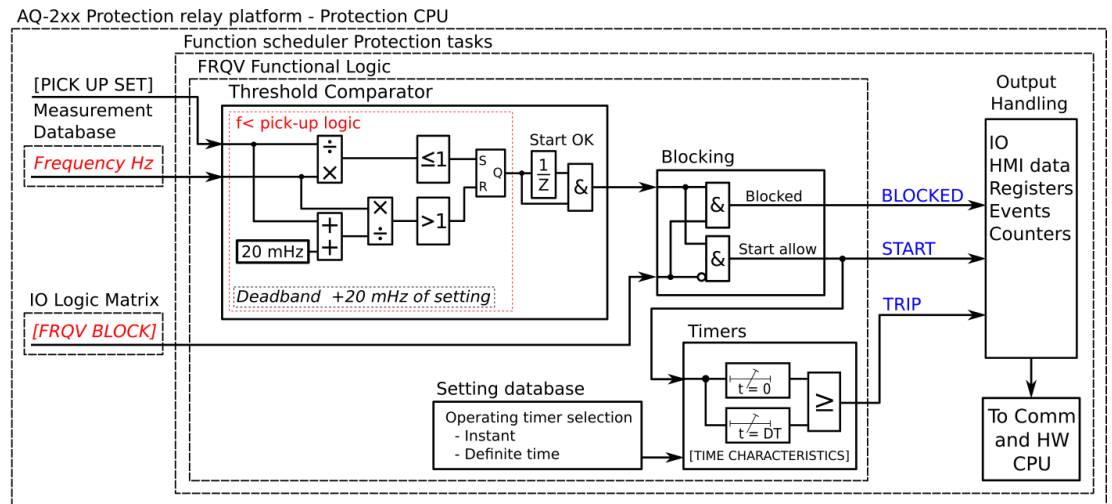 AQ-2xx Protection relay platform - Protection CPU
Function scheduler Protection tasks
FRQV Functional Logic
[PICK UP SET]
Measurement
Database
Frequency Hz
IO Logic Matrix
[FRQV BLOCK]
Threshold Comparator
f< pick-up logic
÷
×
≤1
S
Q
R
×
÷
>1
+
+
20 mHz
Deadband +20 mHz of setting
Start OK
1
Z
&
Blocking
&
Blocked
&
Start allow
BLOCKED
START
TRIP
Timers
t = 0
t = DT
≥
[TIME CHARACTERISTICS]
Setting database
Operating timer selection
- Instant
- Definite time
Output
Handling
IO
HMI data
Registers
Events
Counters
To Comm
and HW
CPU